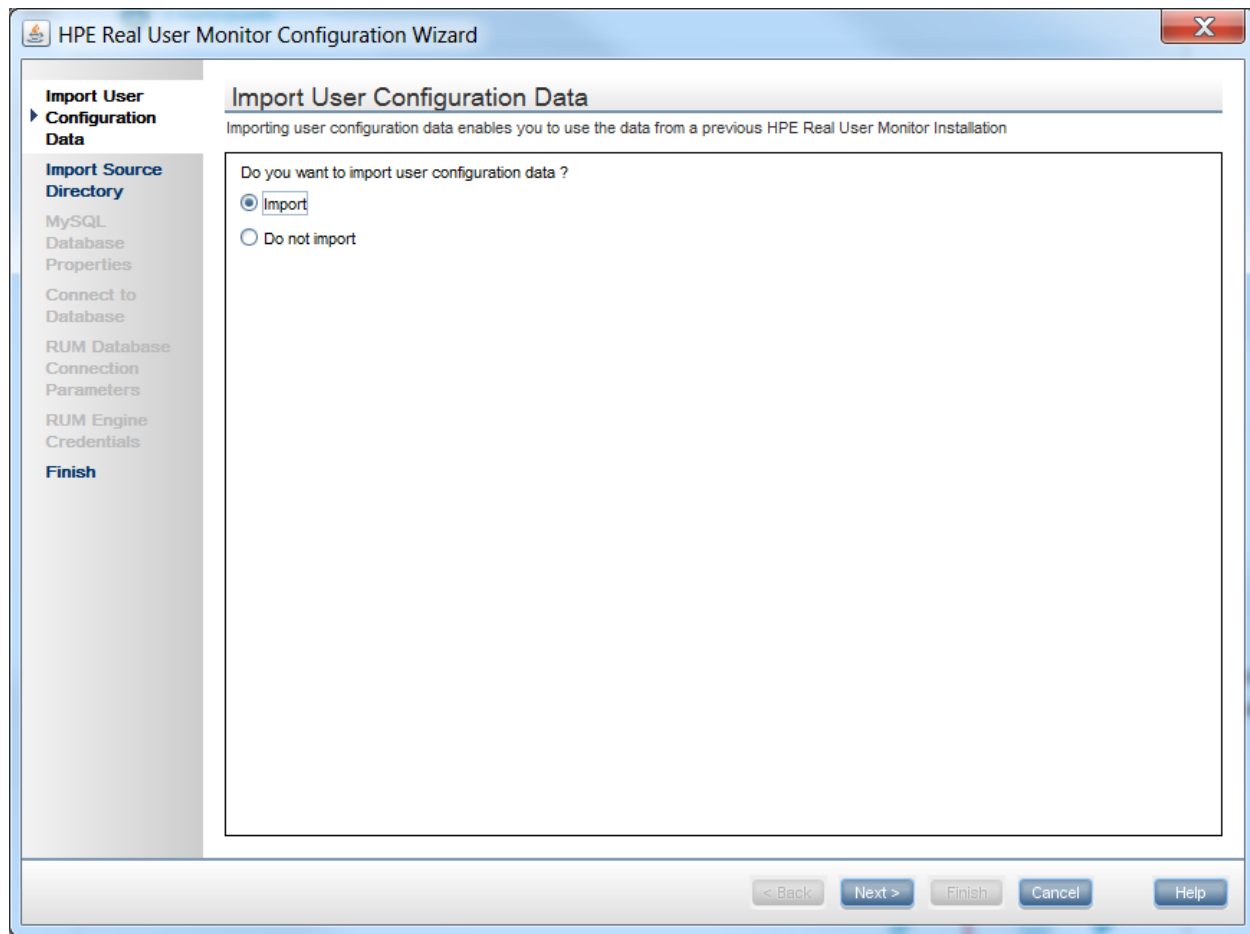 HPE Real User Monitor Configuration Wizard
Import User
Configuration
Data
Import Source
Directory
MySQL
Database
Properties
Connect to
Database
RUM Database
Connection
Parameters
RUM Engine
Credentials
Finish
Import User Configuration Data
Importing user configuration data enables you to use the data from a previous HPE Real User Monitor Installation
Do you want to import user configuration data ?
Import
Do not import
< Back
Next >
Finish
Cancel
Help